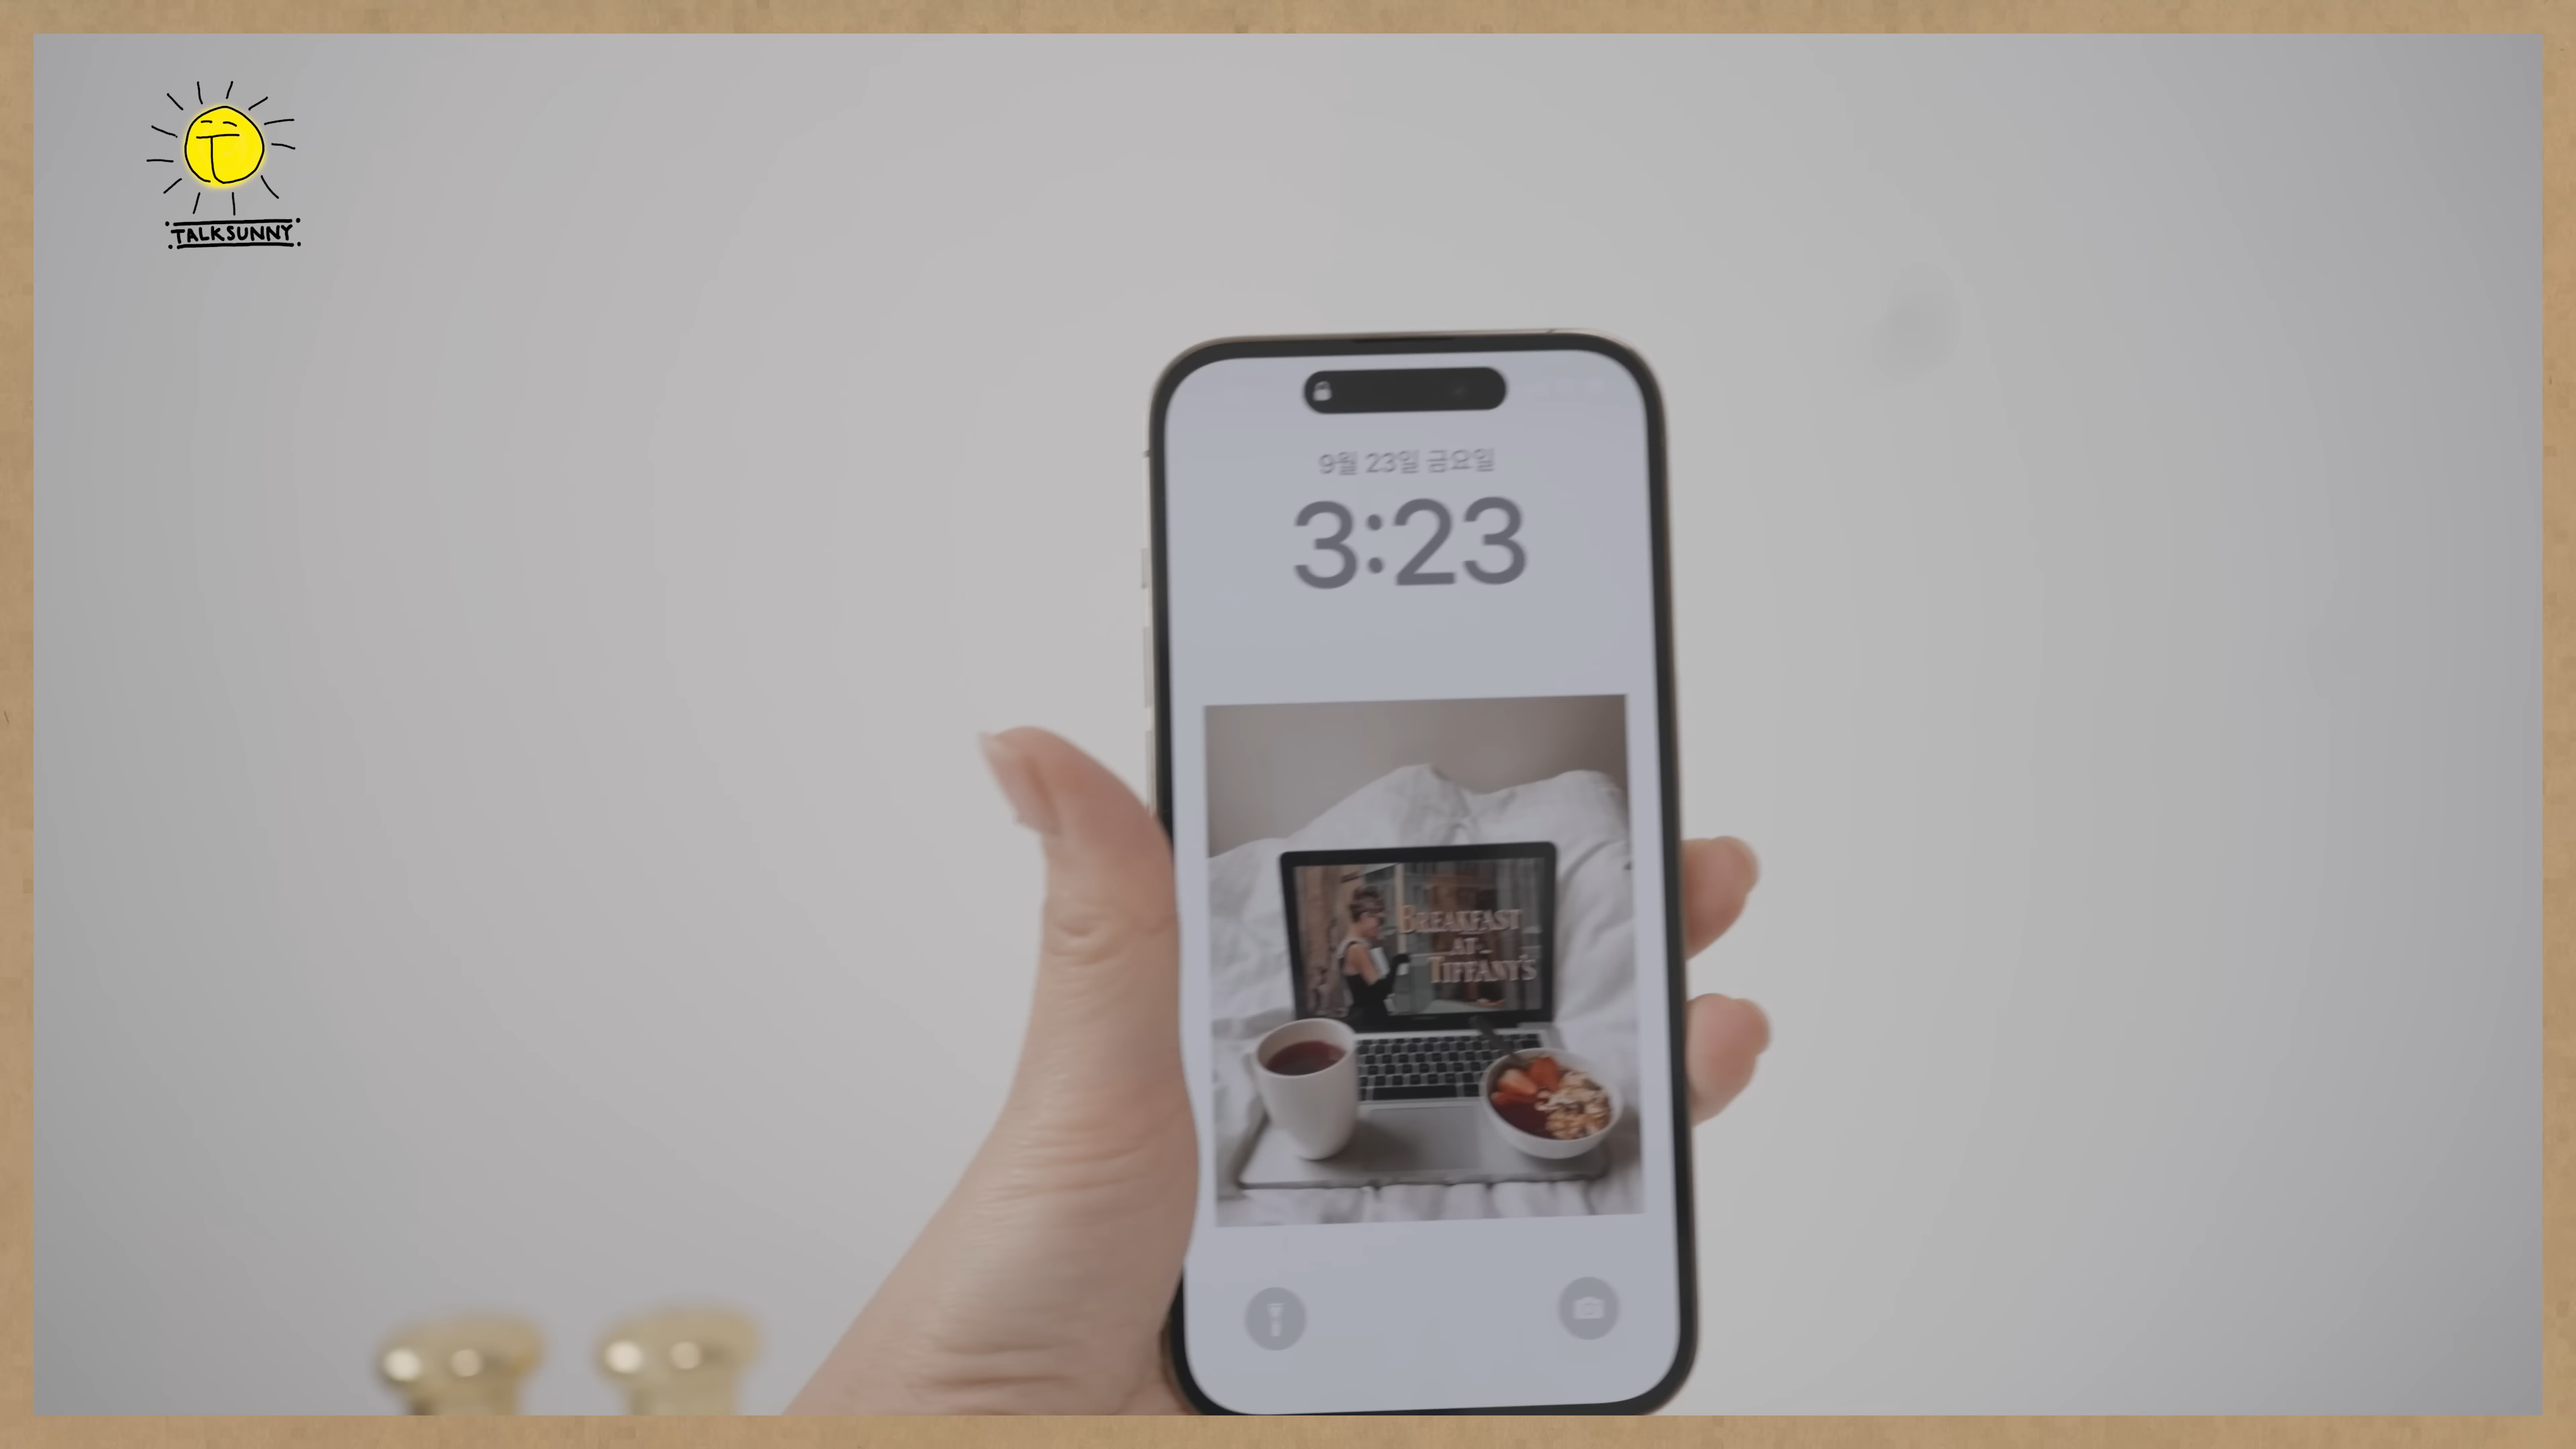 T
TALKSUNNY
9월 23일 금요일
3:23
BREAKFAST
AT
TIFFANY'S